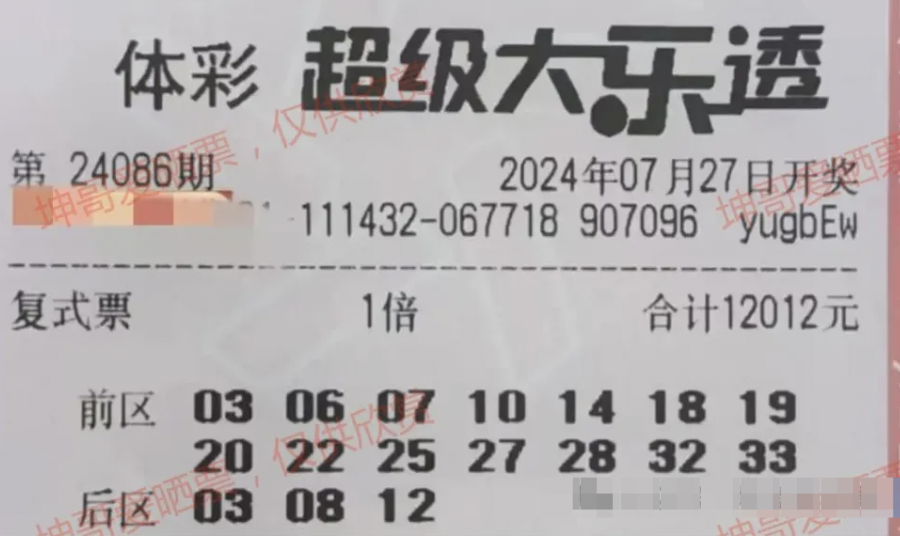 体彩 超级大乐透
第 24086期 2024年07月27日开奖
111432-067718 907096 yugbEw
复式票 1倍 合计12012元
前区 03 06 07 10 14 18 19
20 22 25 27 28 32 33
后区 03 08 12
坤哥爱晒票，仅供欣赏
坤哥爱晒票
坤哥爱晒票，仅供欣赏
坤哥爱晒票